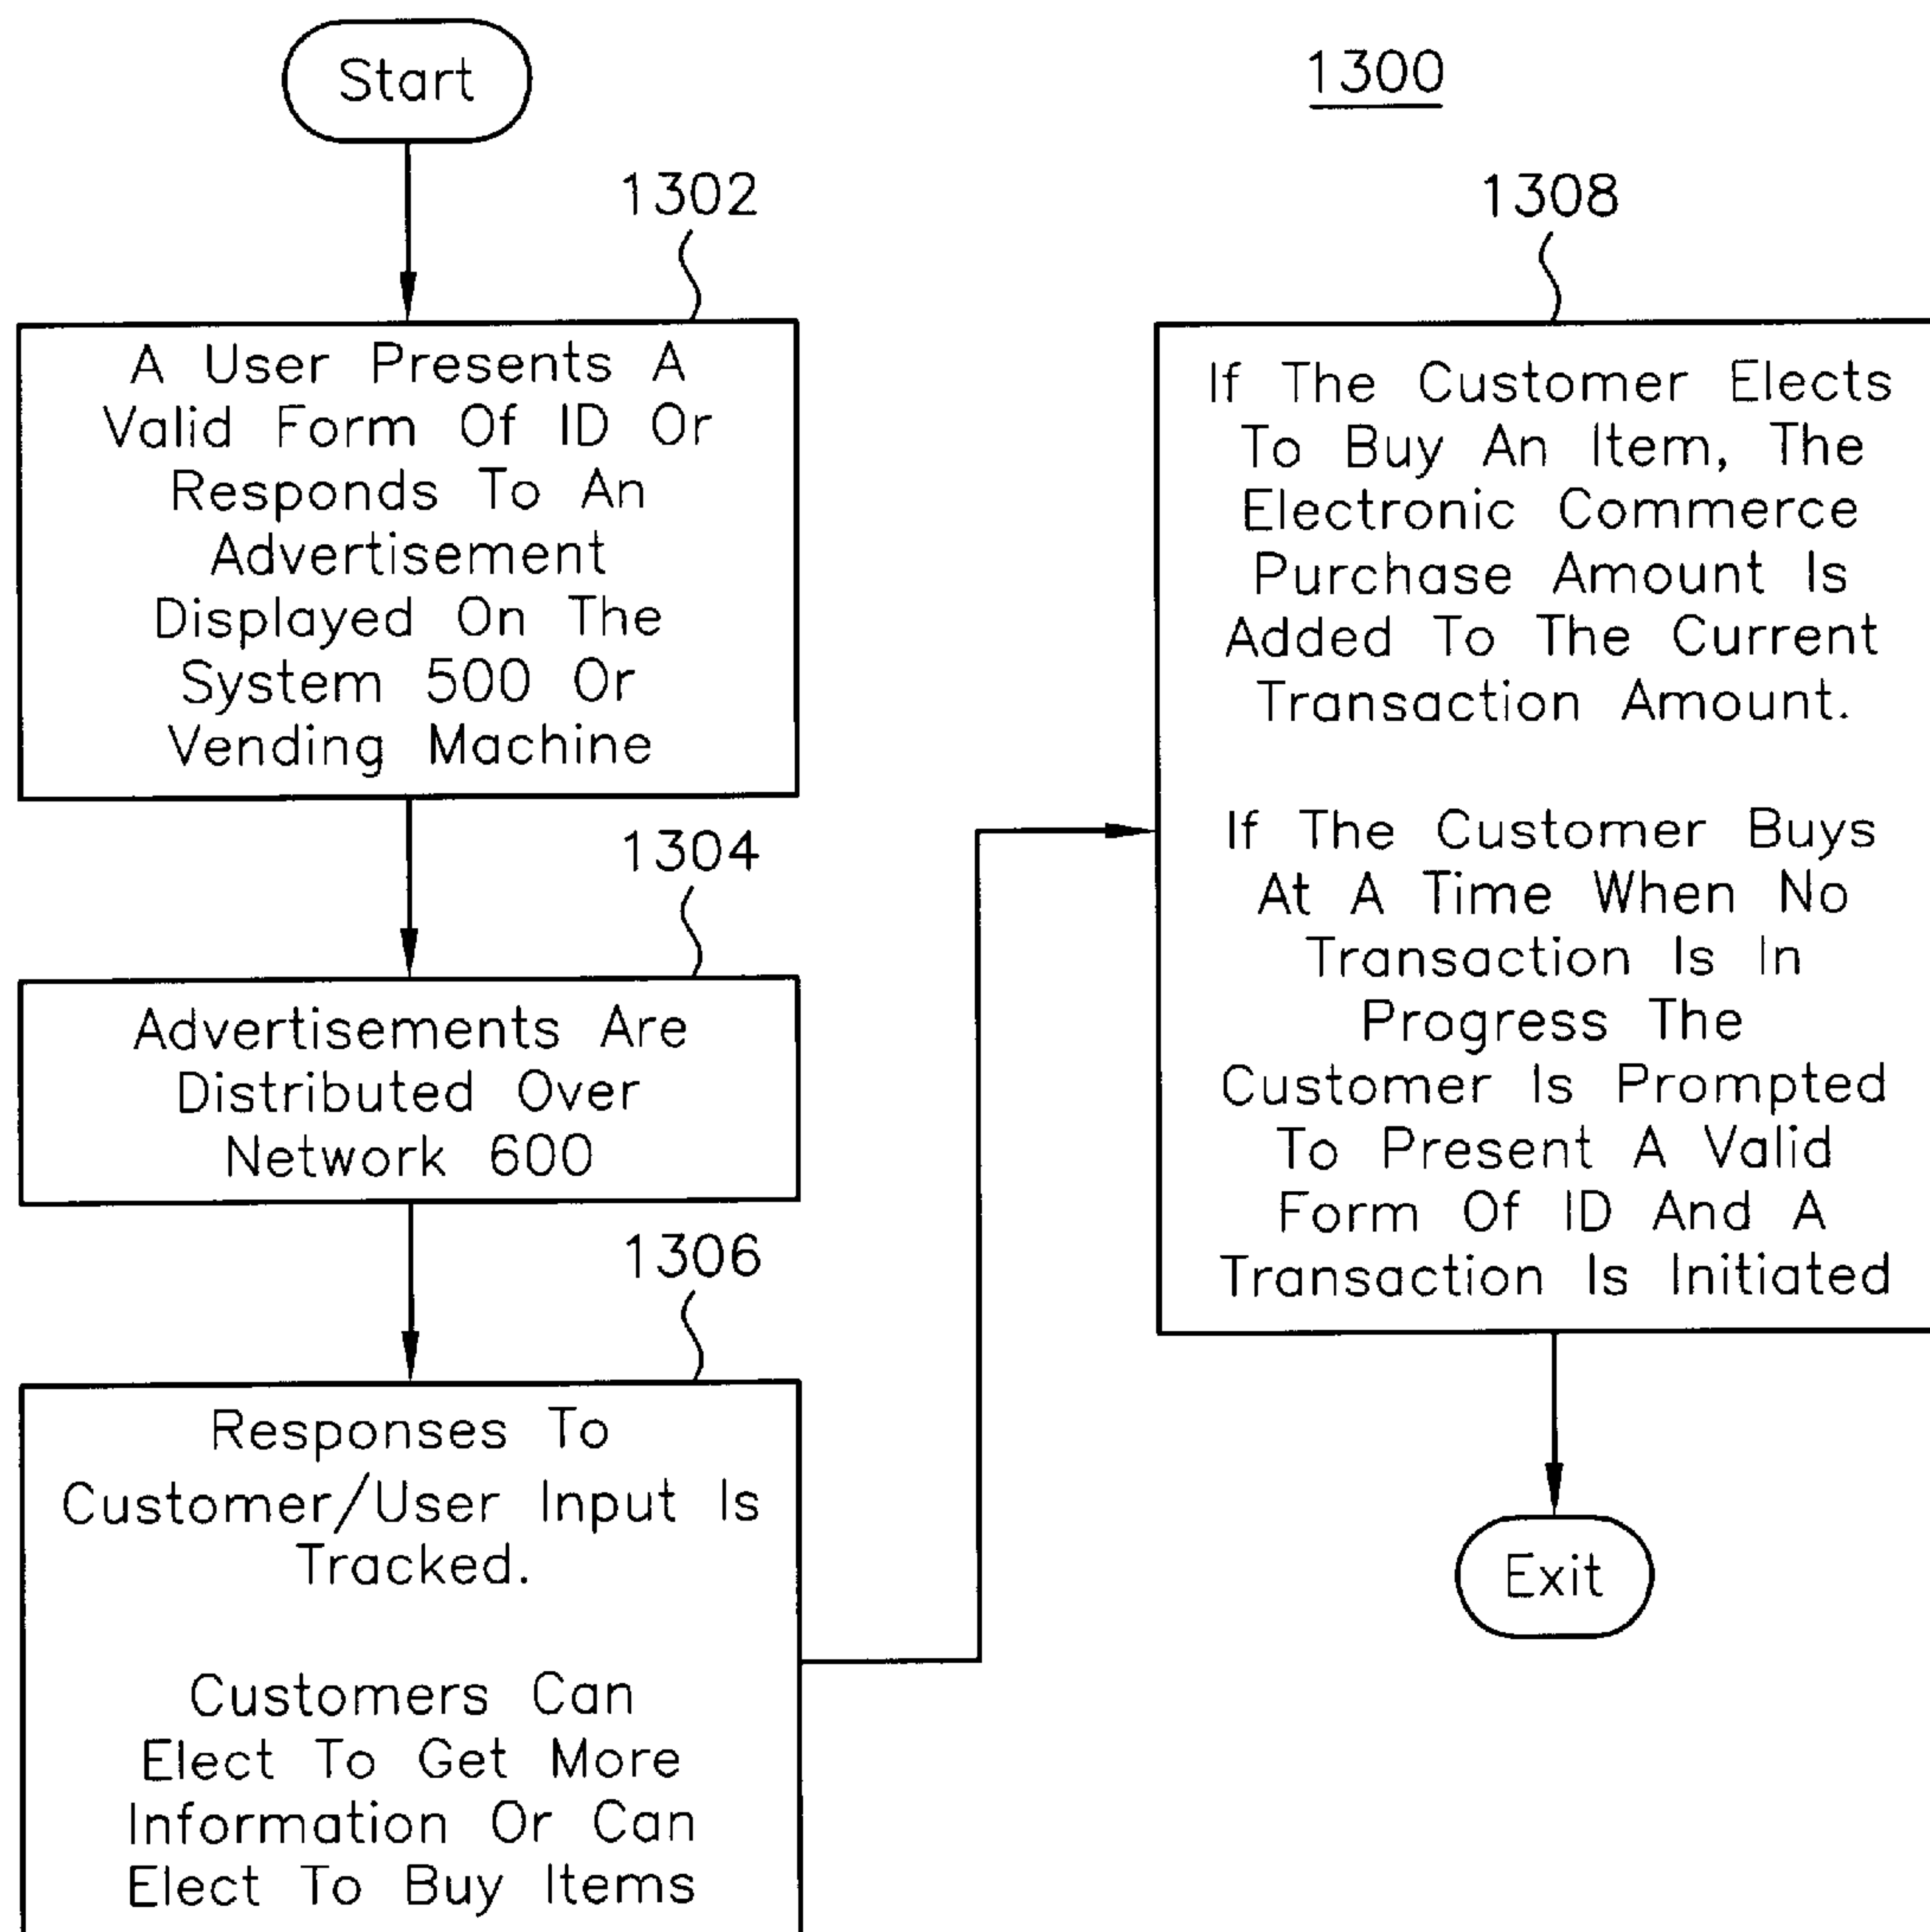 Start
1300
1302
A User Presents A
Valid Form Of ID Or
Responds To An
Advertisement
Displayed On The
System 500 Or
Vending Machine
1304
Advertisements Are
Distributed Over
Network 600
1306
Responses To
Customer/User Input Is
Tracked.
Customers Can
Elect To Get More
Information Or Can
Elect To Buy Items
1308
If The Customer Elects
To Buy An Item, The
Electronic Commerce
Purchase Amount Is
Added To The Current
Transaction Amount.
If The Customer Buys
At A Time When No
Transaction Is In
Progress The
Customer Is Prompted
To Present A Valid
Form Of ID And A
Transaction Is Initiated
Exit